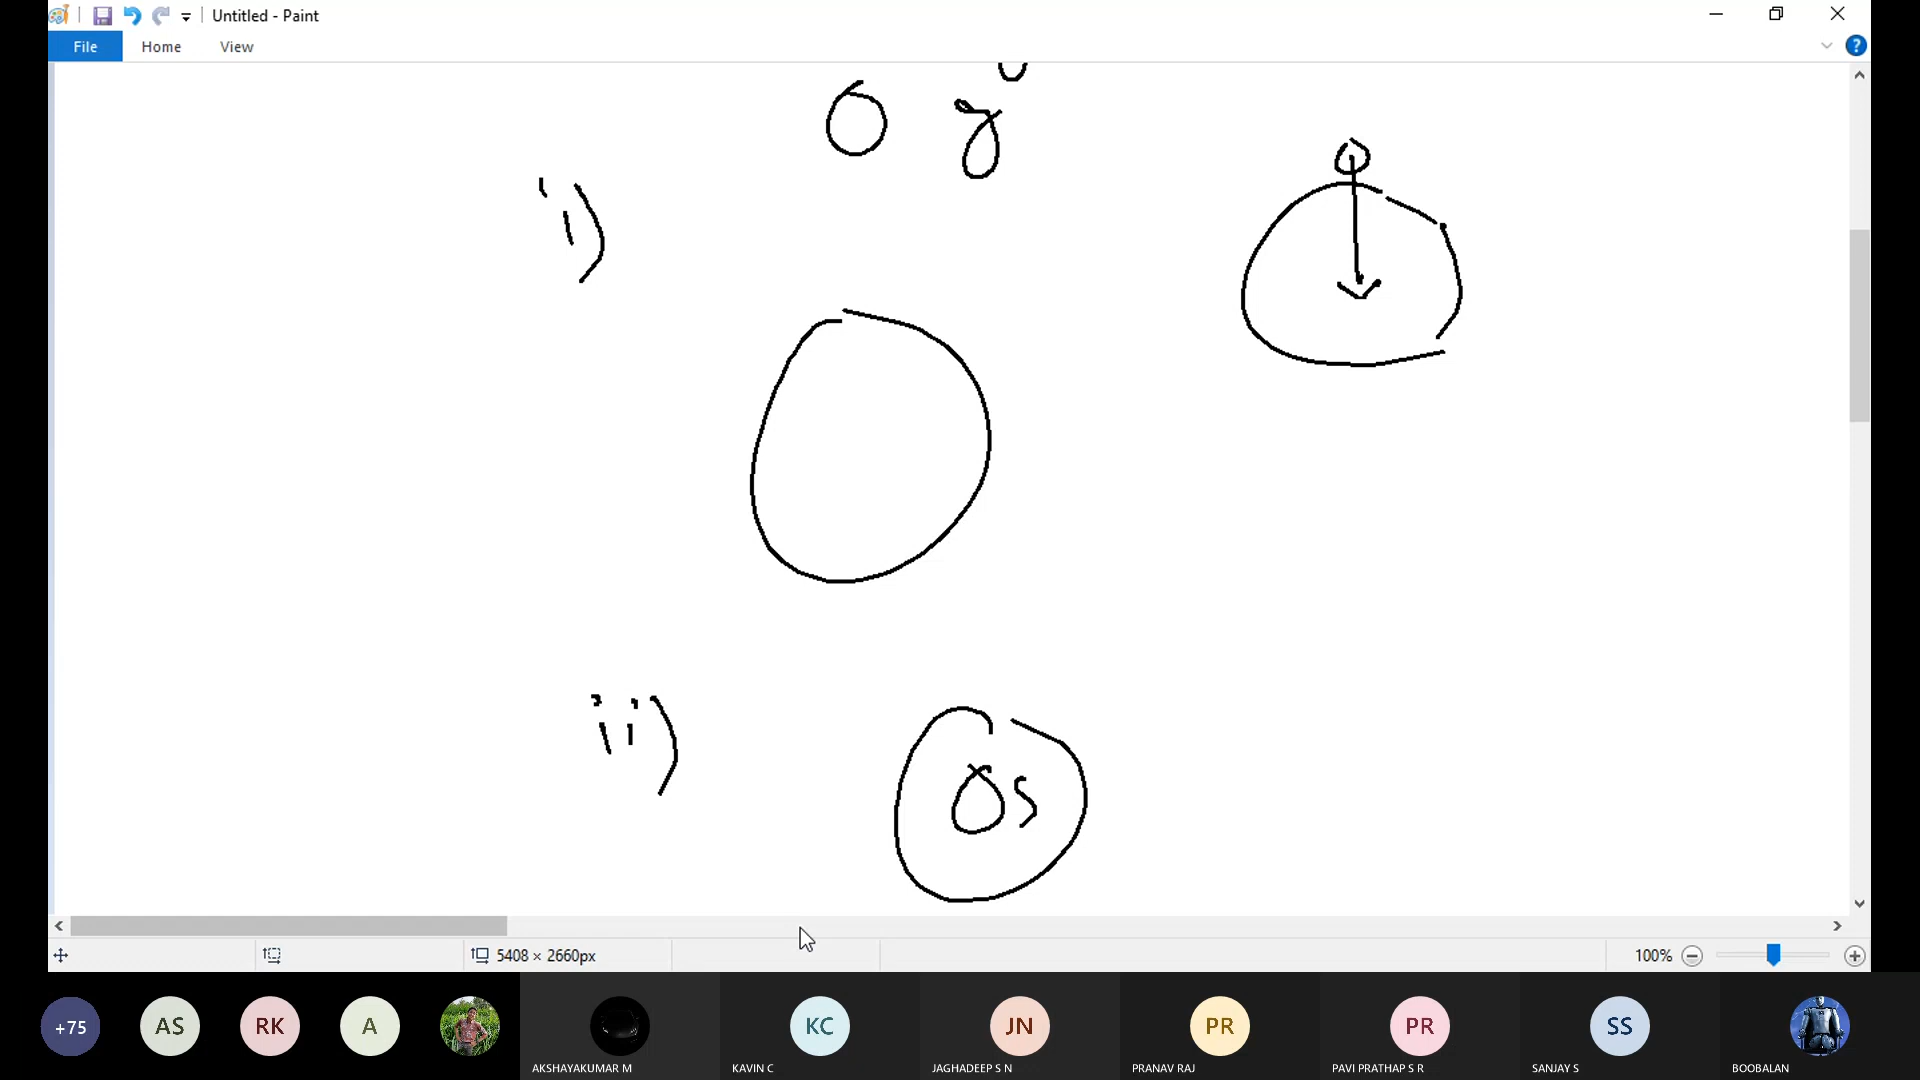 Untitled - Paint
File Home View
i)
ii)
OS
5408 × 2660px
100%
+75 AS RK A KC JN PR PR SS
AKSHAYAKUMAR M KAVIN C JAGHADEEP S N PRANAV RAJ PAVI PRATHAP S R SANJAY S BOOBALAN